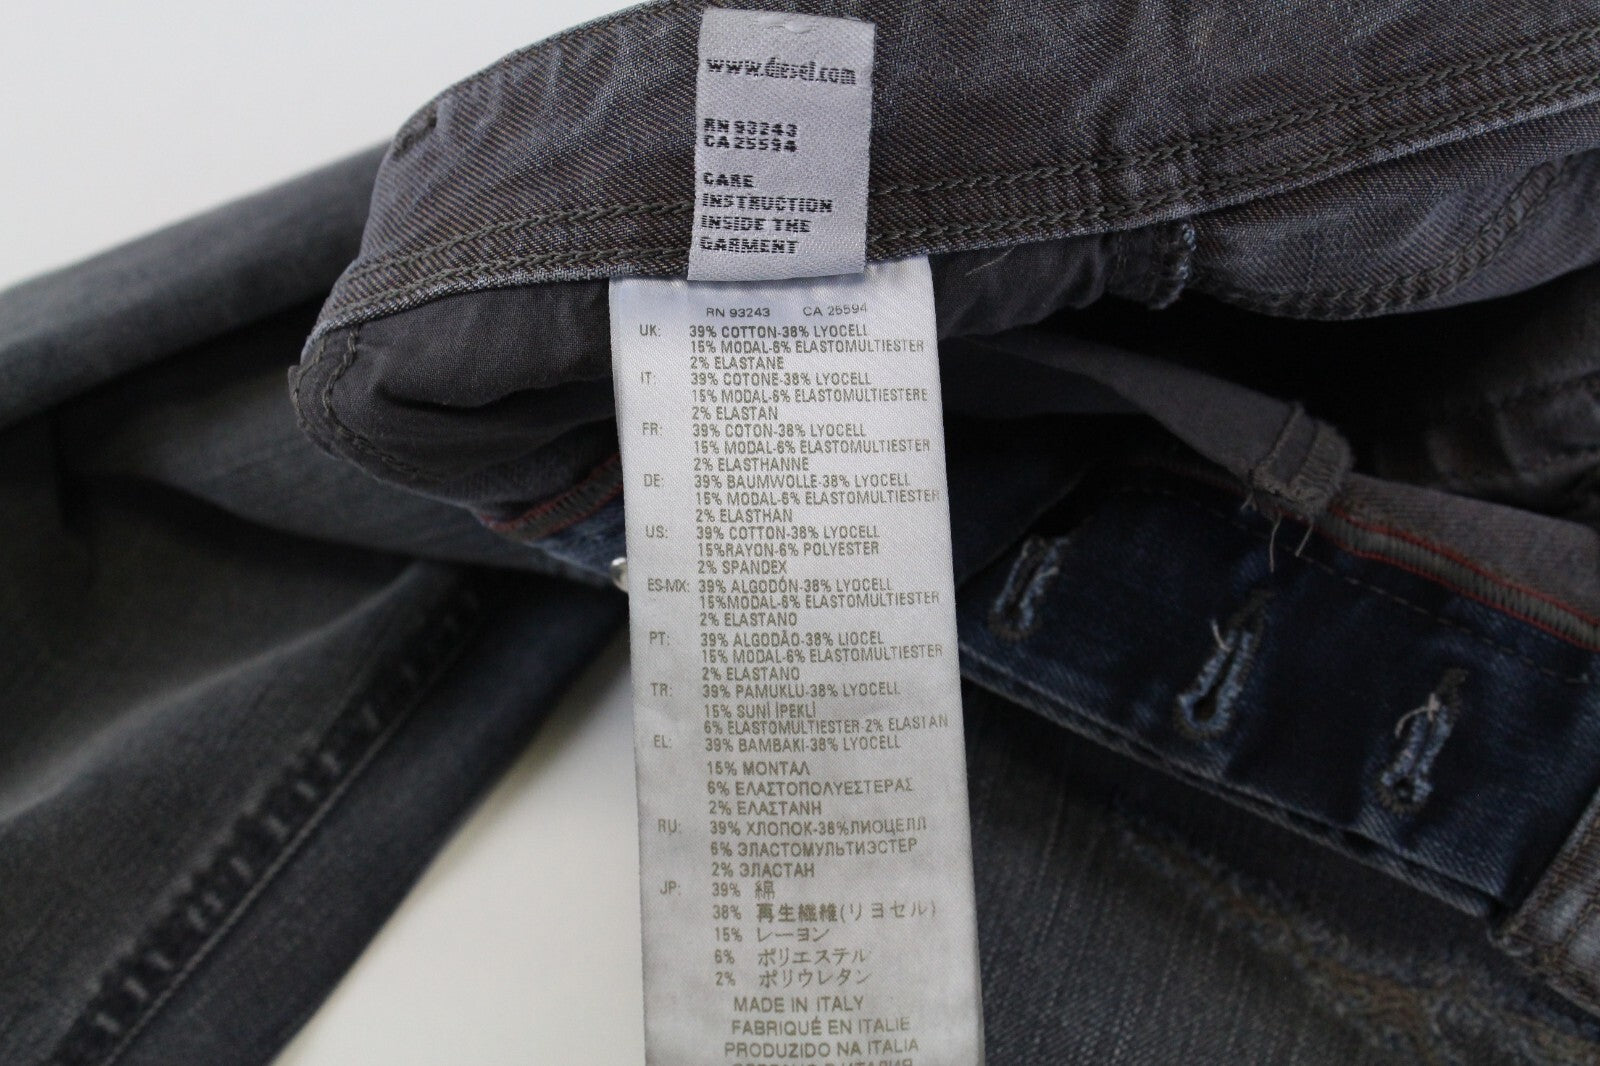 www.diesel.com
RN 93243
CA 25594
CARE
INSTRUCTION
INSIDE THE
GARMENT
RN 93243 CA 25594
UK: 39% COTTON-38% LYOCELL
15% MODAL-6% ELASTOMULTIESTER
2% ELASTANE
IT: 39% COTONE-38% LYOCELL
15% MODAL-6% ELASTOMULTIESTERE
2% ELASTAN
FR: 39% COTON-38% LYOCELL
15% MODAL-6% ELASTOMULTIESTER
2% ELASTHANNE
DE: 39% BAUMWOLLE-38% LYOCELL
15% MODAL-6% ELASTOMULTIESTER
2% ELASTHAN
US: 39% COTTON-38% LYOCELL
15%RAYON-6% POLYESTER
2% SPANDEX
ES-MX: 39% ALGODÓN-38% LYOCELL
15%MODAL-6% ELASTOMULTIESTER
2% ELASTANO
PT: 39% ALGODÃO-38% LIOCEL
15% MODAL-6% ELASTOMULTIESTER
2% ELASTANO
TR: 39% PAMUKLU-38% LYOCELL
15% SUNİ İPEKLİ
6% ELASTOMULTIESTER-2% ELASTAN
EL: 39% BAMBAKI-38% LYOCELL
15% ΜΟΝΤΑΛ
6% ΕΛΑΣΤΟΠΟΛΥΕΣΤΕΡΑΣ
2% ΕΛΑΣΤΑΝΗ
RU: 39% ХЛОПОК-38%ЛИОЦЕЛЛ
6% ЭЛАСТОМУЛЬТИЭСТЕР
2% ЭЛАСТАН
JP: 39% 綿
38% 再生繊維(リヨセル)
15% レーヨン
6% ポリエステル
2% ポリウレタン
MADE IN ITALY
FABRIQUÉ EN ITALIE
PRODUZIDO NA ITALIA